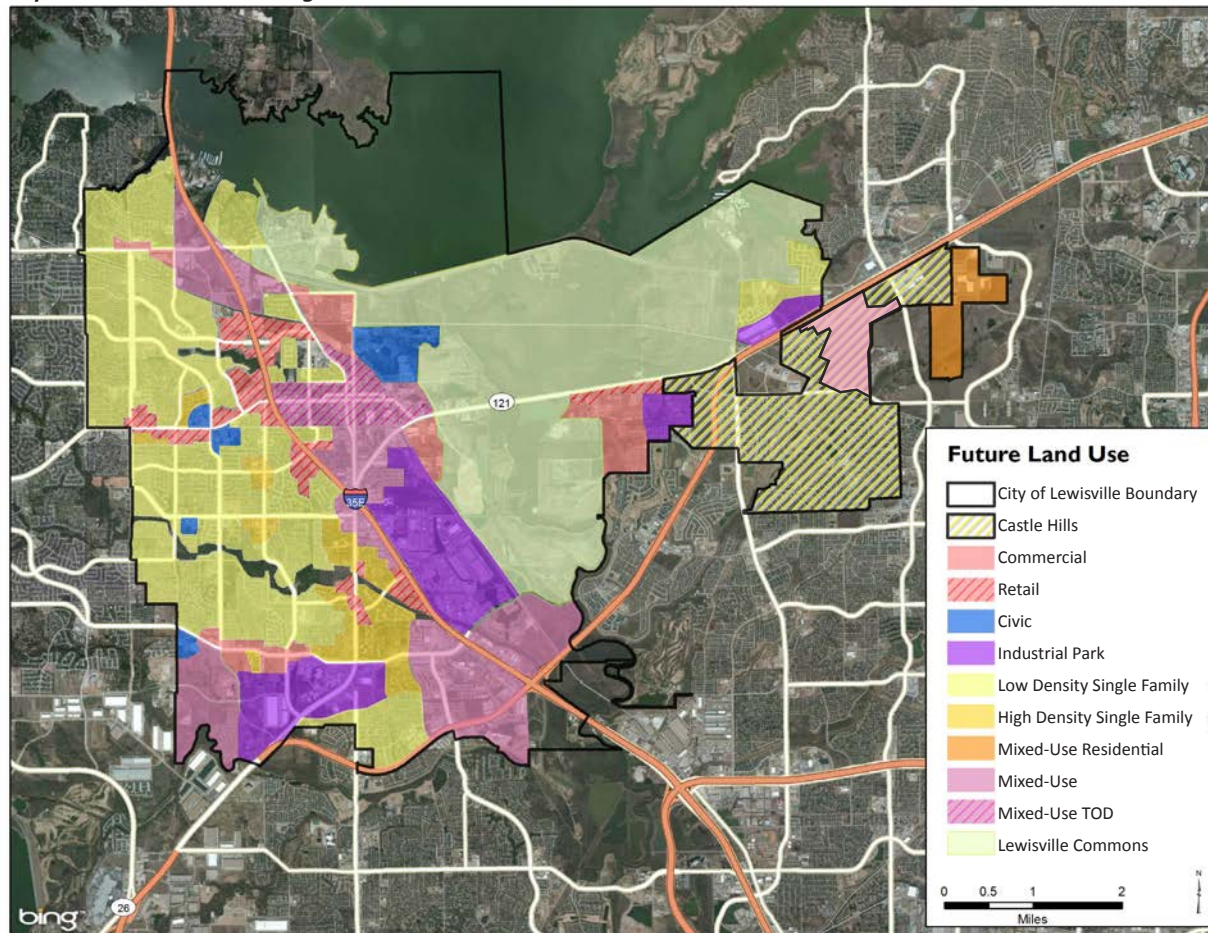 121
35E
26
bing
Future Land Use
City of Lewisville Boundary
Castle Hills
Commercial
Retail
Civic
Industrial Park
Low Density Single Family
High Density Single Family
Mixed-Use Residential
Mixed-Use
Mixed-Use TOD
Lewisville Commons
N
0 0.5 1 2
Miles